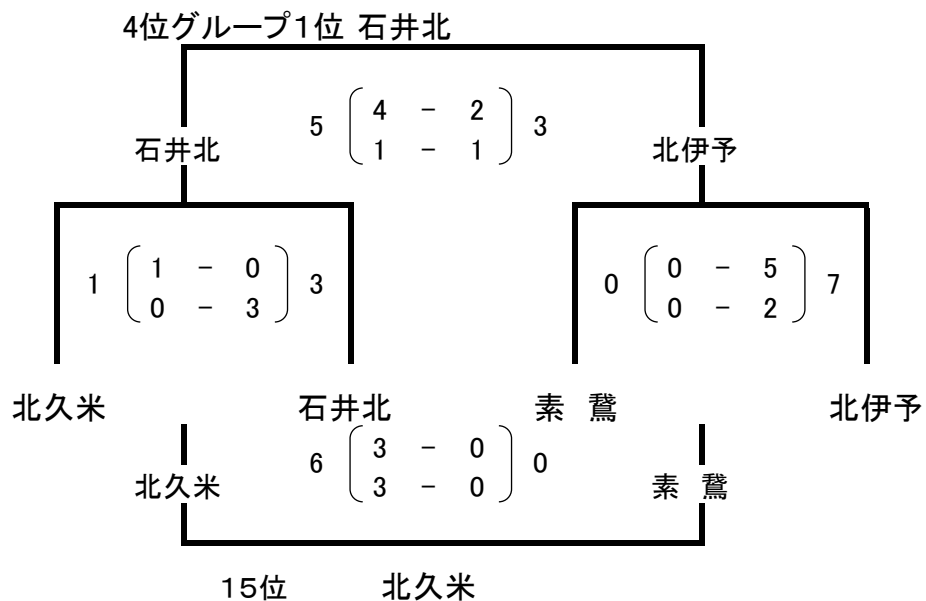 4位グループ1位 石井北
4 - 2
5 3
1 - 1
石井北 北伊予
1 - 0 0 - 5
1 3 0 7
0 - 3 0 - 2
北久米 石井北 素 鵞 北伊予
3 - 0
6 0
3 - 0
北久米 素 鵞
15位 北久米